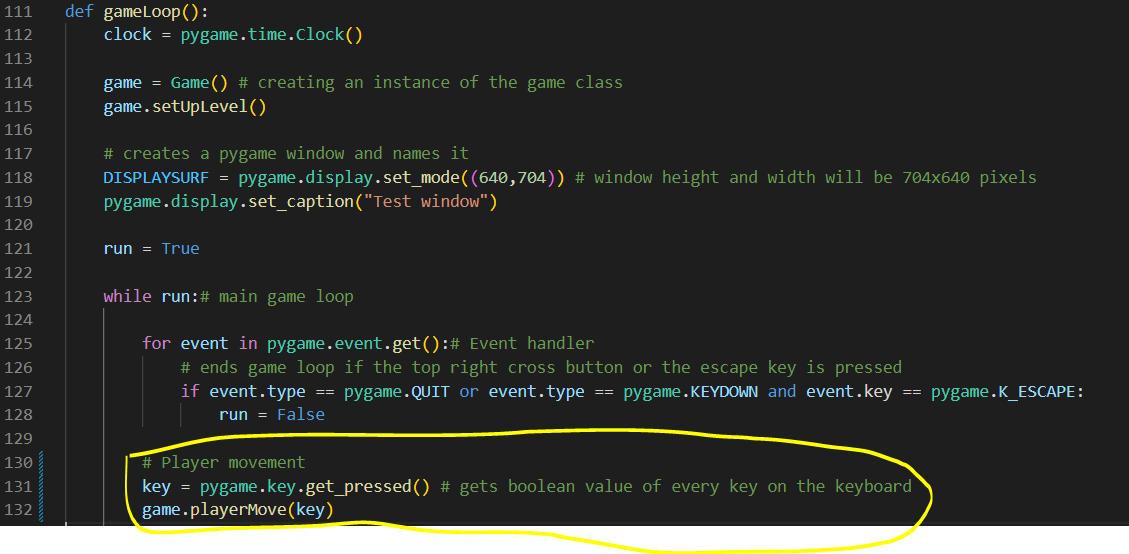 111 def gameLoop():
112 clock = pygame.time.Clock()
113
114 game = Game() # creating an instance of the game class
115 game.setUpLevel()
116
117 # creates a pygame window and names it
118 DISPLAYSURF = pygame.display.set_mode((640,704)) # window height and width will be 704x640 pixels
119 pygame.display.set_caption("Test window")
120
121 run = True
122
123 while run:# main game loop
124
125 for event in pygame.event.get():# Event handler
126 # ends game loop if the top right cross button or the escape key is pressed
127 if event.type == pygame.QUIT or event.type == pygame.KEYDOWN and event.key == pygame.K_ESCAPE:
128 run = False
129
130 # Player movement
131 key = pygame.key.get_pressed() # gets boolean value of every key on the keyboard
132 game.playerMove(key)